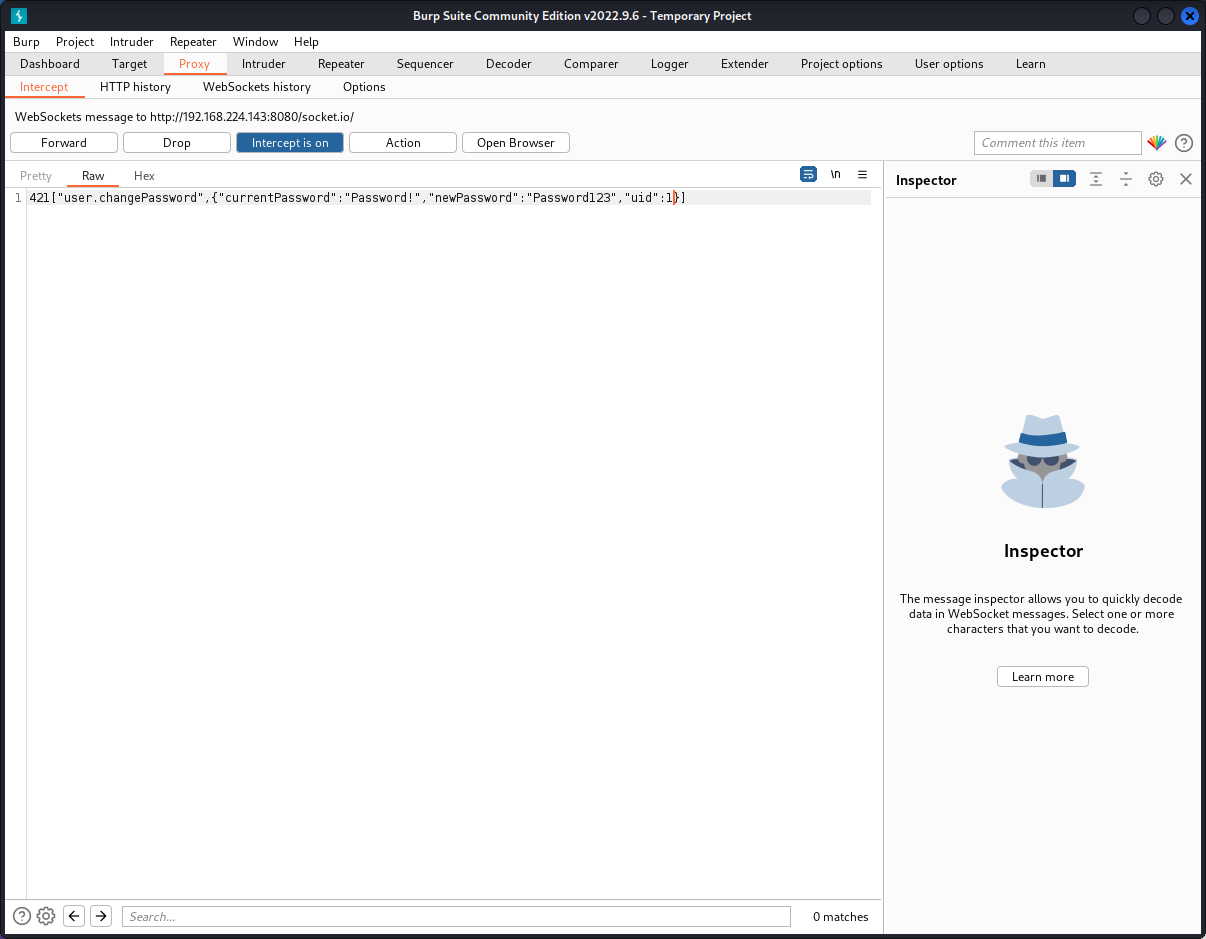 Burp Suite Community Edition v2022.9.6 - Temporary Project
Burp Project Intruder Repeater Window Help
Dashboard Target Proxy Intruder Repeater Sequencer Decoder Comparer Logger Extender Project options User options Learn
Intercept HTTP history WebSockets history Options
WebSockets message to http://192.168.224.143:8080/socket.io/
Forward Drop Intercept is on Action Open Browser Comment this item ?
Pretty Raw Hex \n ≡
Inspector
1 421["user.changePassword",{"currentPassword":"Password!","newPassword":"Password123","uid":1}]
Inspector
The message inspector allows you to quickly decode
data in WebSocket messages. Select one or more
characters that you want to decode.
Learn more
? Search... 0 matches